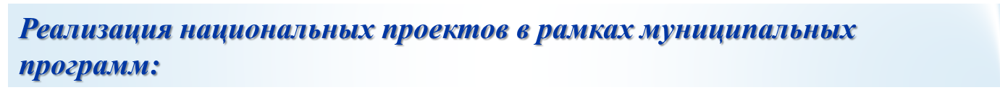 Реализация национальных проектов в рамках муниципальных
программ: